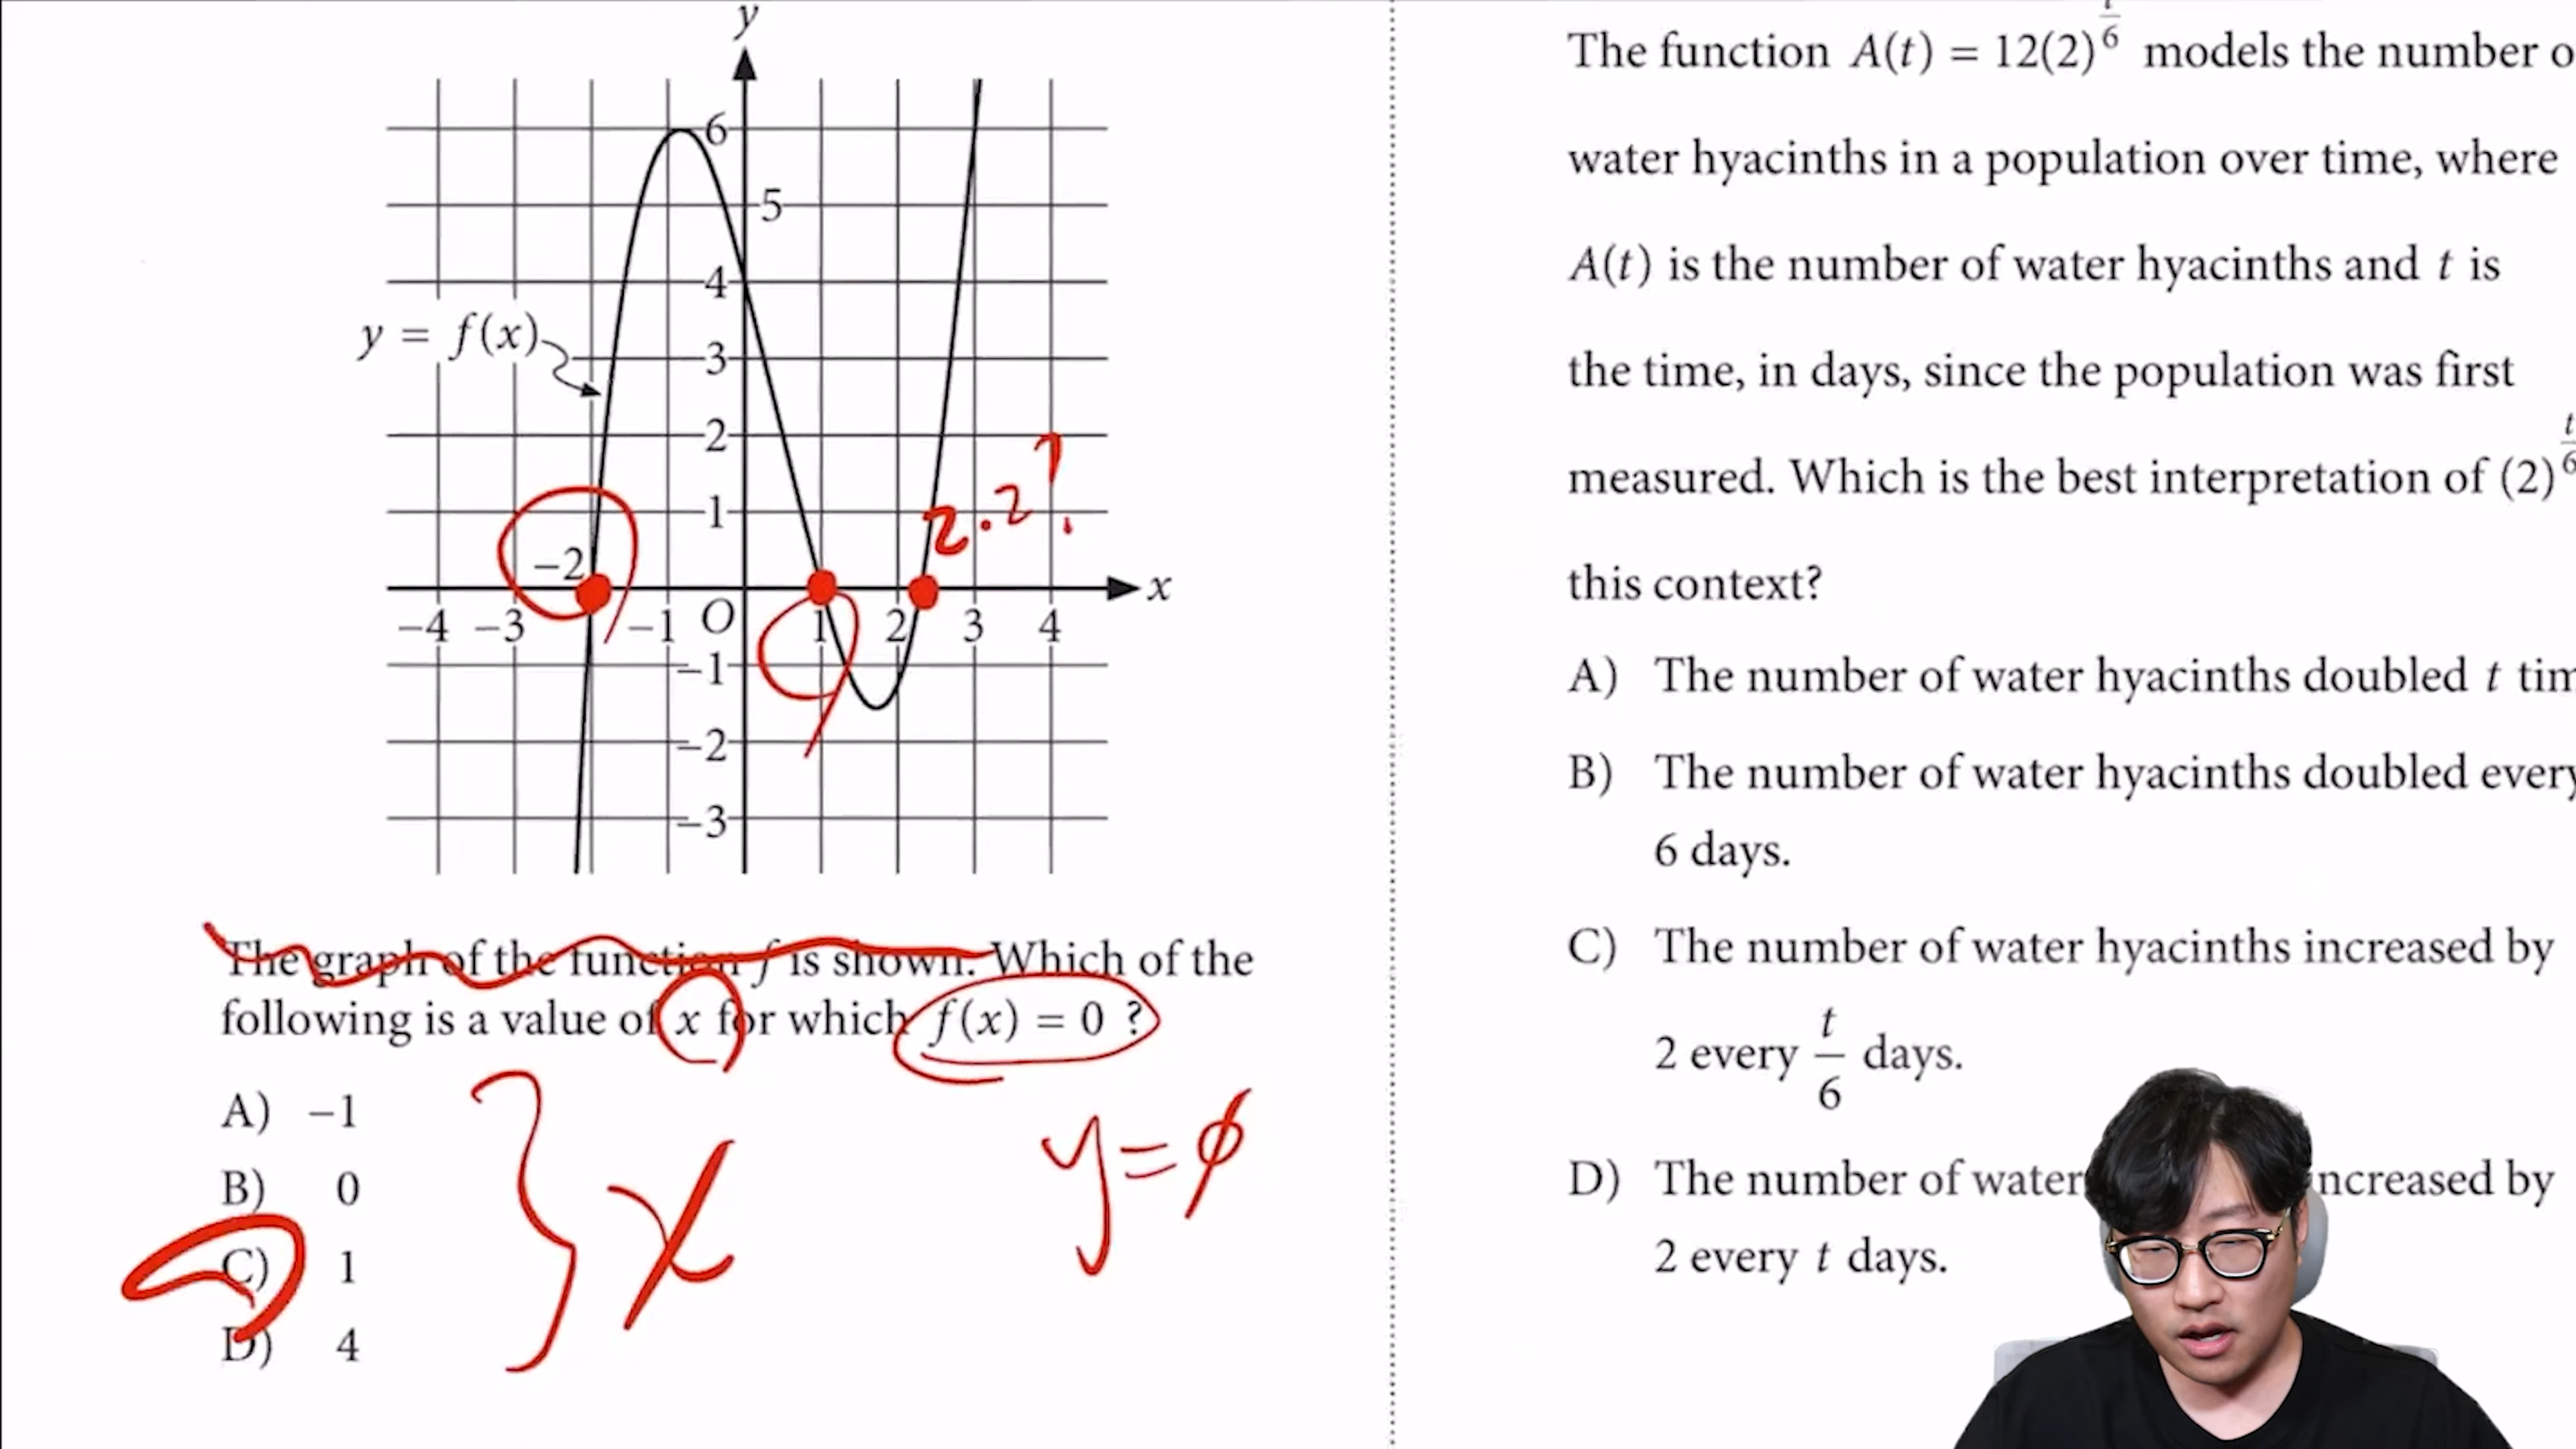 y
6
5
4
y = f(x)
3
2
1
2.2?
−2
x
−4 −3 −1 O 1 2 3 4
−1
−2
−3
The graph of the function f is shown. Which of the
following is a value of x for which f(x) = 0 ?
A) −1
B) 0
C) 1
D) 4
x
y=0
The function A(t) = 12(2)^(t/6) models the number
water hyacinths in a population over time, where
A(t) is the number of water hyacinths and t is
the time, in days, since the population was first
measured. Which is the best interpretation of (2)^(t/6)
this context?
A) The number of water hyacinths doubled t
B) The number of water hyacinths doubled every
6 days.
C) The number of water hyacinths increased by
2 every t/6 days.
D) The number of water ncreased by
2 every t days.